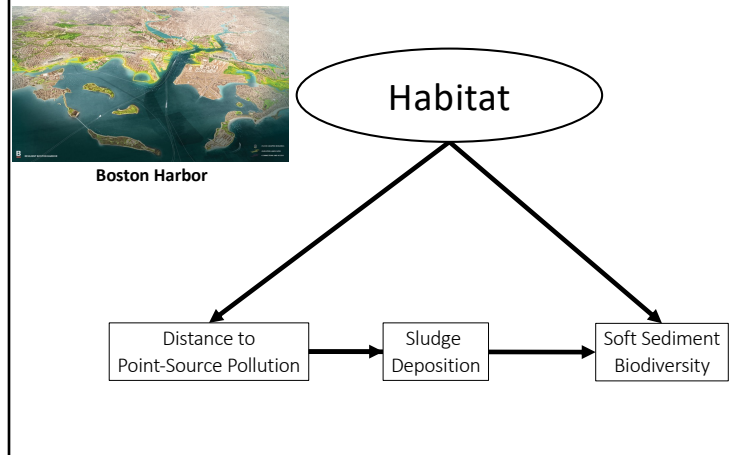 Boston Harbor
Habitat
Distance to
Point-Source Pollution
Sludge
Deposition
Soft Sediment
Biodiversity